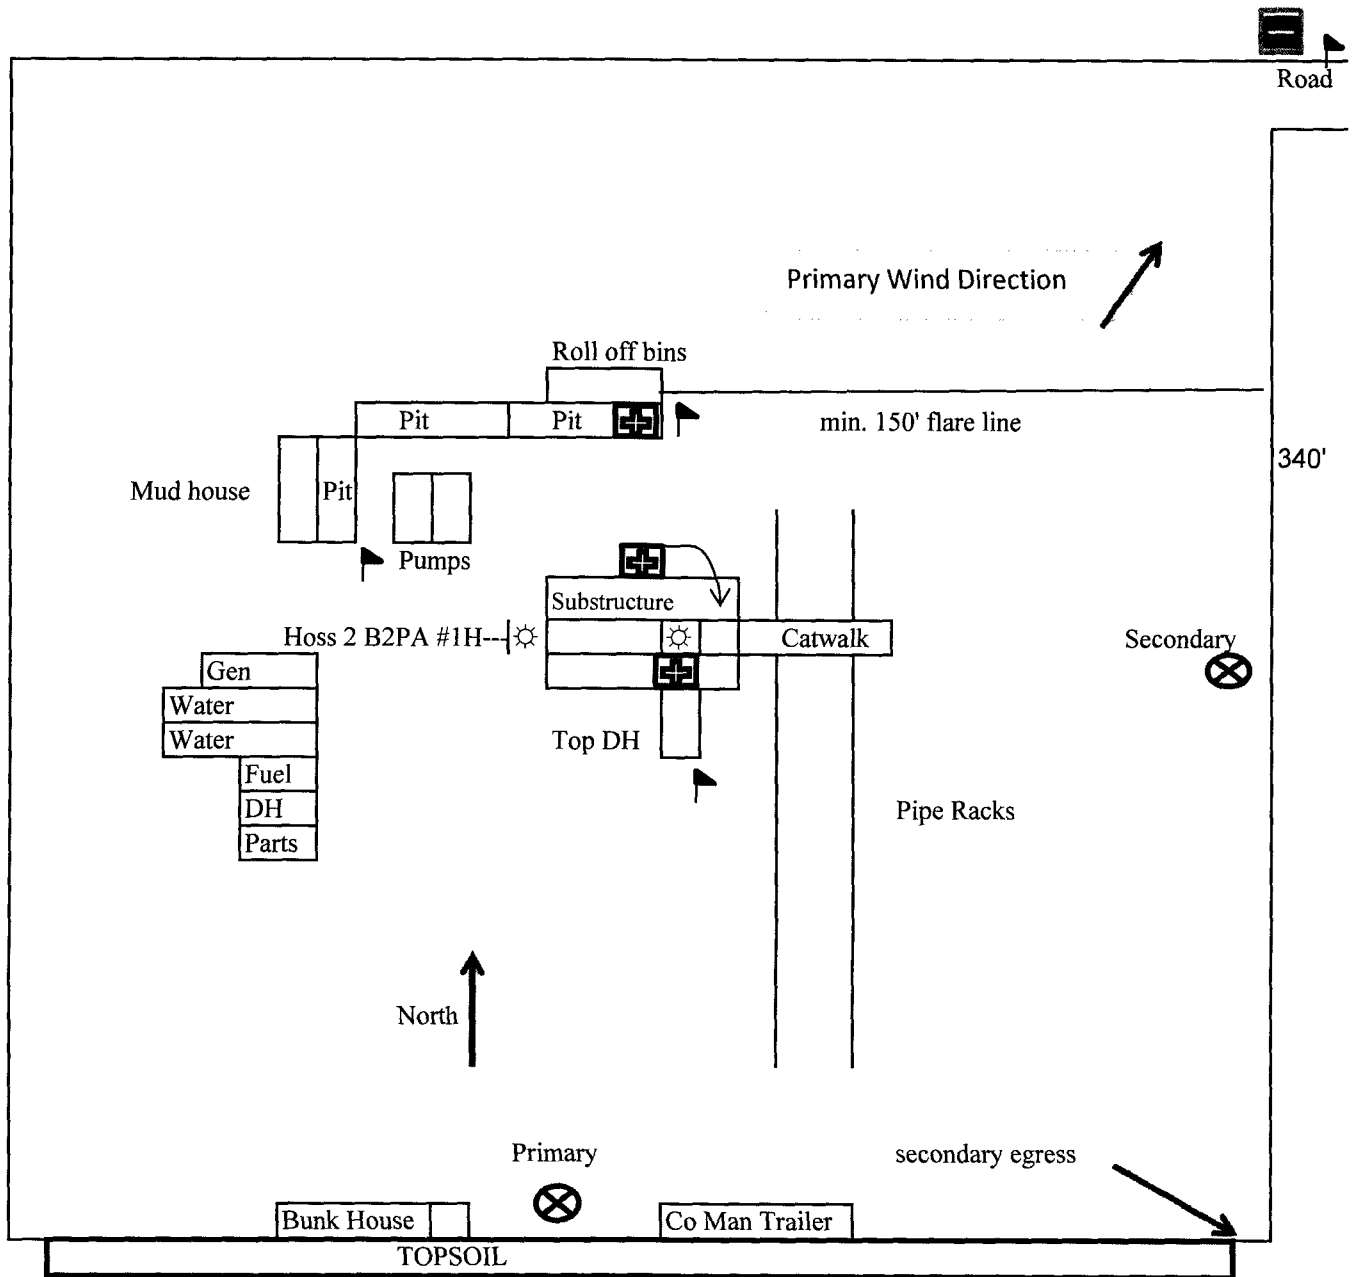 Road
Primary Wind Direction
Roll off bins
Pit
Pit
min. 150' flare line
340'
Mud house
Pit
Pumps
Substructure
Hoss 2 B2PA #1H---
Catwalk
Secondary
Gen
Water
Water
Top DH
Fuel
DH
Pipe Racks
Parts
North
Primary
secondary egress
Bunk House
Co Man Trailer
TOPSOIL